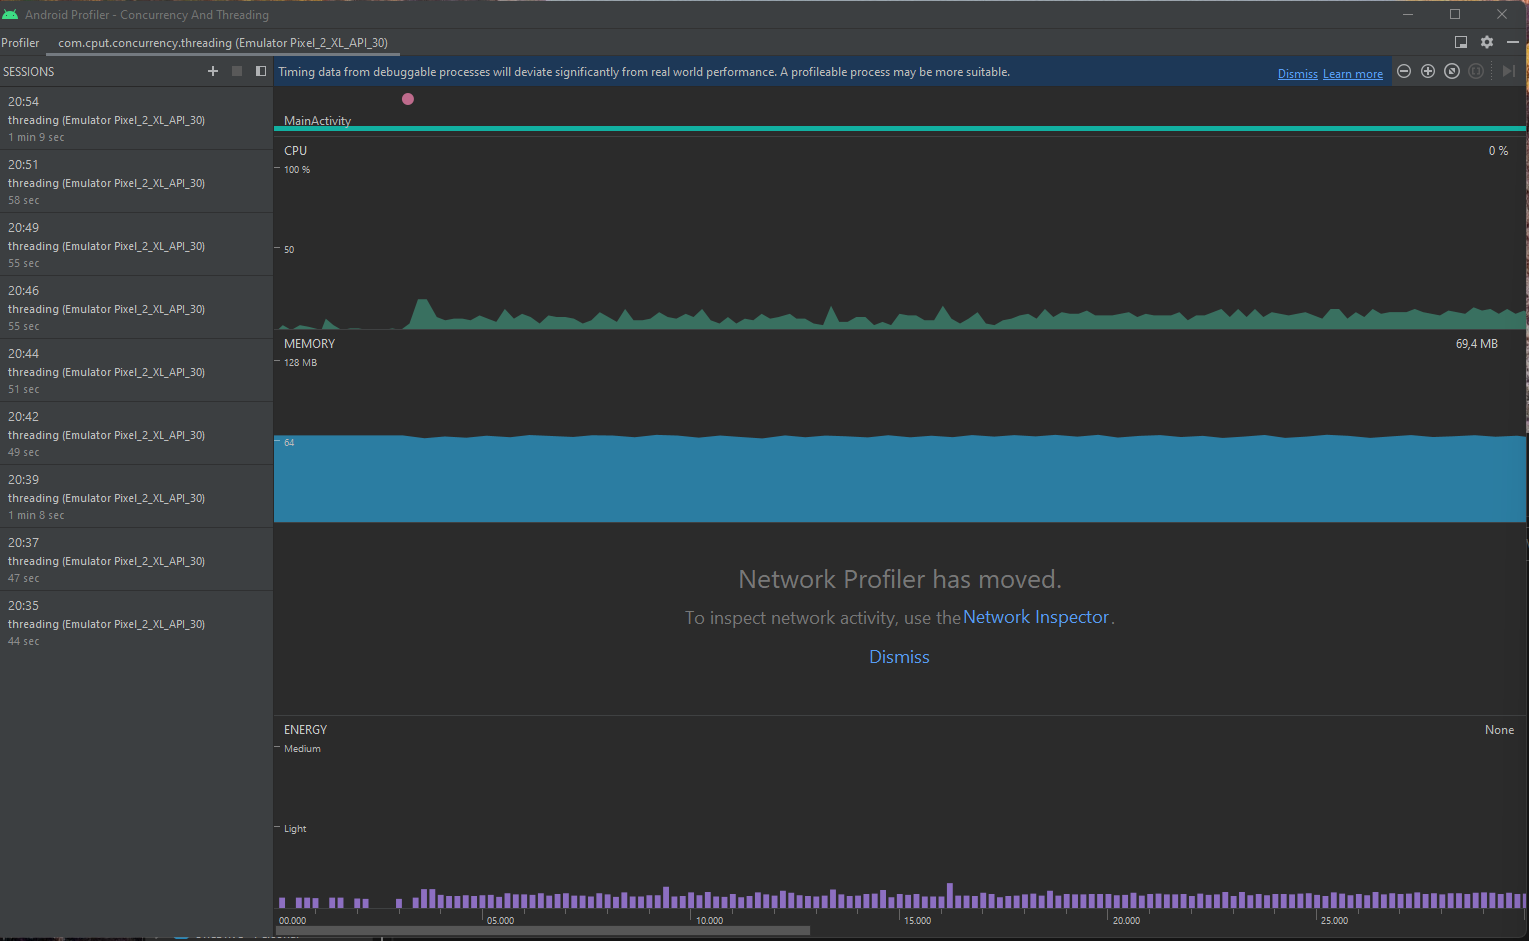 Android Profiler - Concurrency And Threading
Profiler com.cput.concurrency.threading (Emulator Pixel_2_XL_API_30)
SESSIONS
20:54
threading (Emulator Pixel_2_XL_API_30)
1 min 9 sec
20:51
threading (Emulator Pixel_2_XL_API_30)
58 sec
20:49
threading (Emulator Pixel_2_XL_API_30)
55 sec
20:46
threading (Emulator Pixel_2_XL_API_30)
55 sec
20:44
threading (Emulator Pixel_2_XL_API_30)
51 sec
20:42
threading (Emulator Pixel_2_XL_API_30)
49 sec
20:39
threading (Emulator Pixel_2_XL_API_30)
1 min 8 sec
20:37
threading (Emulator Pixel_2_XL_API_30)
47 sec
20:35
threading (Emulator Pixel_2_XL_API_30)
44 sec
Timing data from debuggable processes will deviate significantly from real world performance. A profileable process may be more suitable. Dismiss Learn more
MainActivity
CPU 0 %
100 %
50
MEMORY 69,4 MB
128 MB
64
Network Profiler has moved.
To inspect network activity, use the Network Inspector.
Dismiss
ENERGY None
Medium
Light
00.000 05.000 10.000 15.000 20.000 25.000